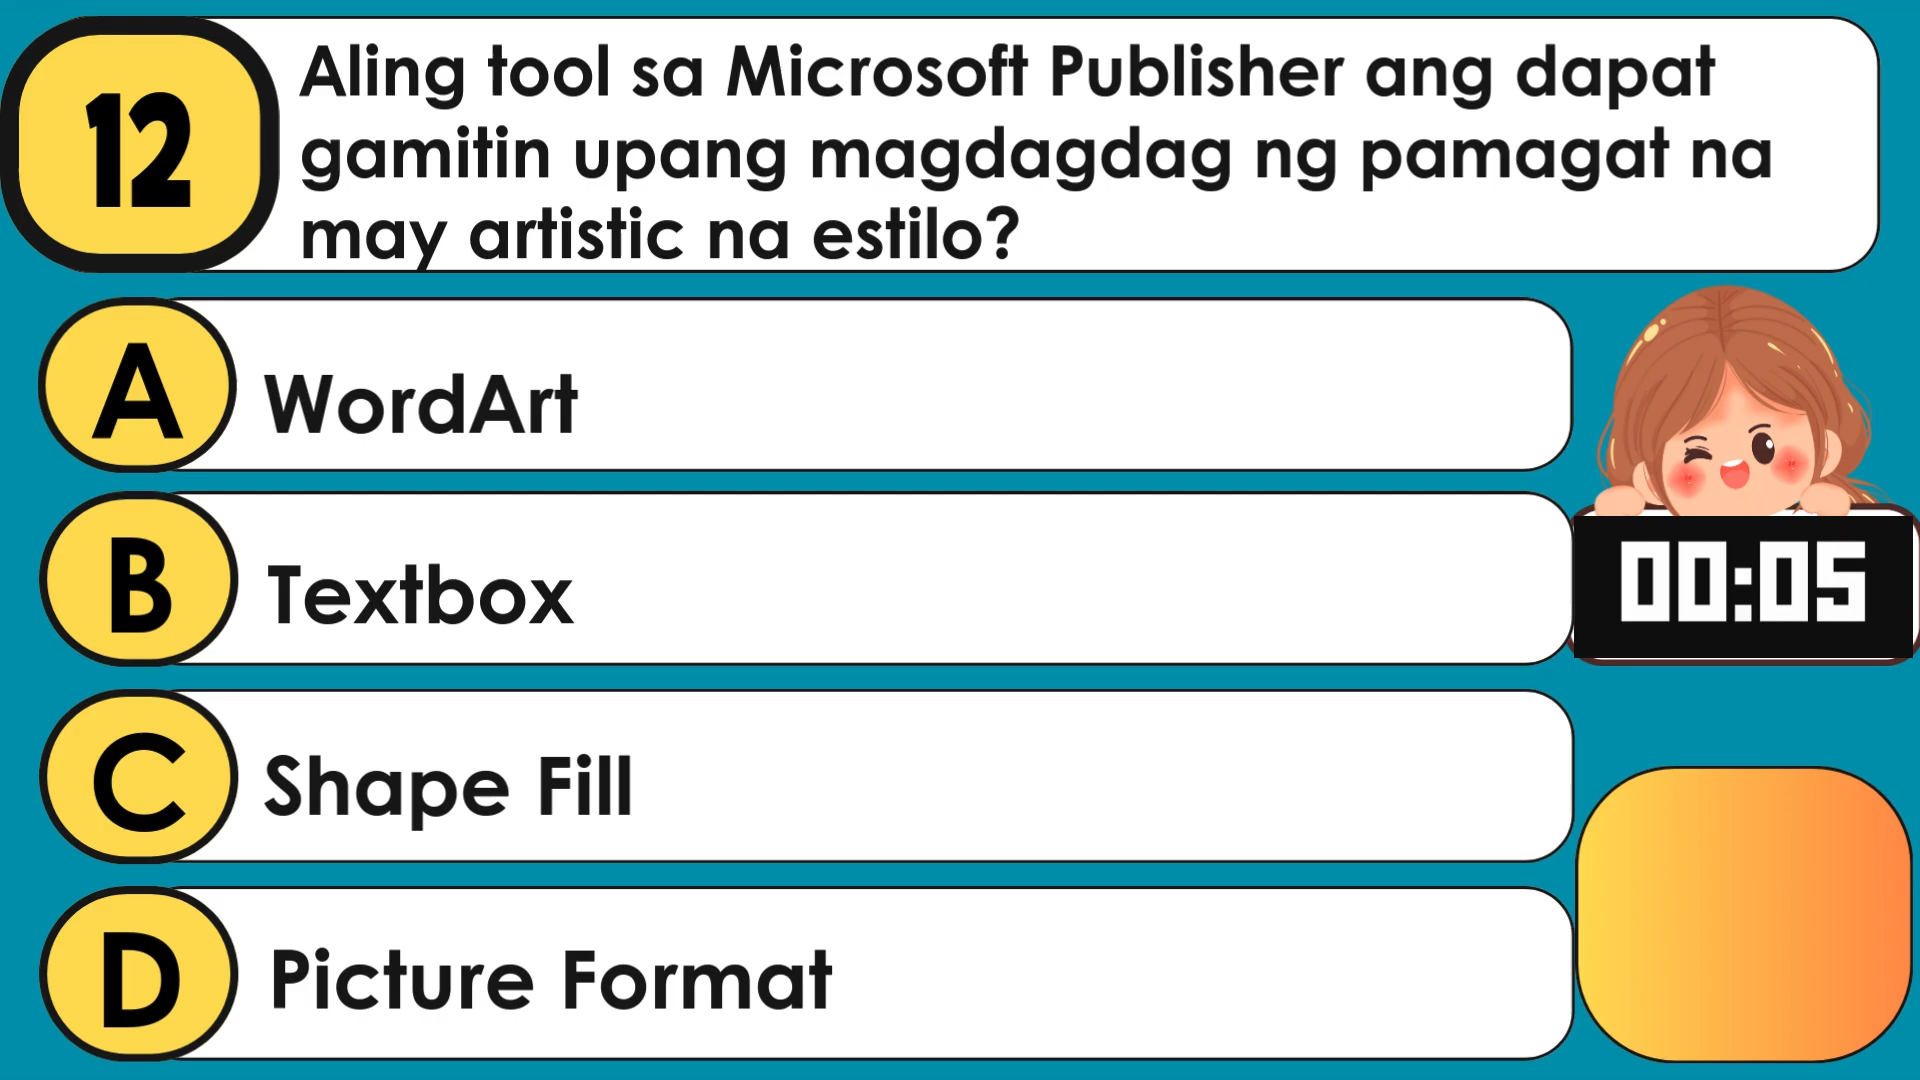 12
Aling tool sa Microsoft Publisher ang dapat
gamitin upang magdagdag ng pamagat na
may artistic na estilo?
A
WordArt
B
Textbox
00:05
C
Shape Fill
D
Picture Format